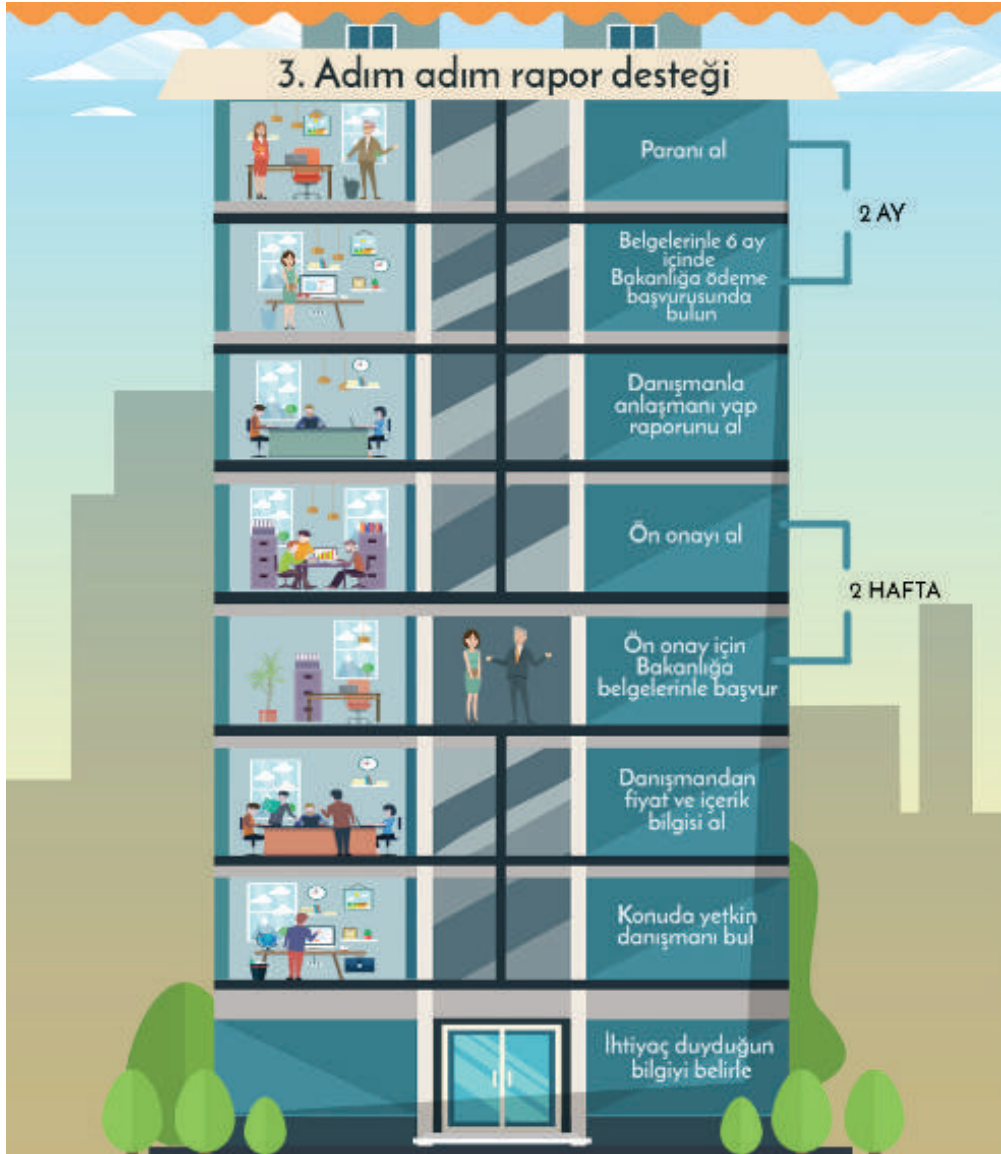 3. Adım adım rapor desteği
Paranı al
2 AY
Belgelerinle 6 ay
içinde
Bakanlığa ödeme
başvurusunda
bulun
Danışmanla
anlaşmanı yap
raporunu al
Ön onayı al
2 HAFTA
Ön onay için
Bakanlığa
belgelerinle başvur
Danışmandan
fiyat ve içerik
bilgisi al
Konuda yetkin
danışmanı bul
İhtiyaç duyduğun
bilgiyi belirle